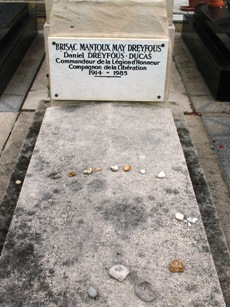 BRISAC MANTOUX MAY DREYFOUS
Daniel DREYFOUS-DUCAS
Commandeur de la Légion d'Honneur
Compagnon de la Libération
1914 - 1985